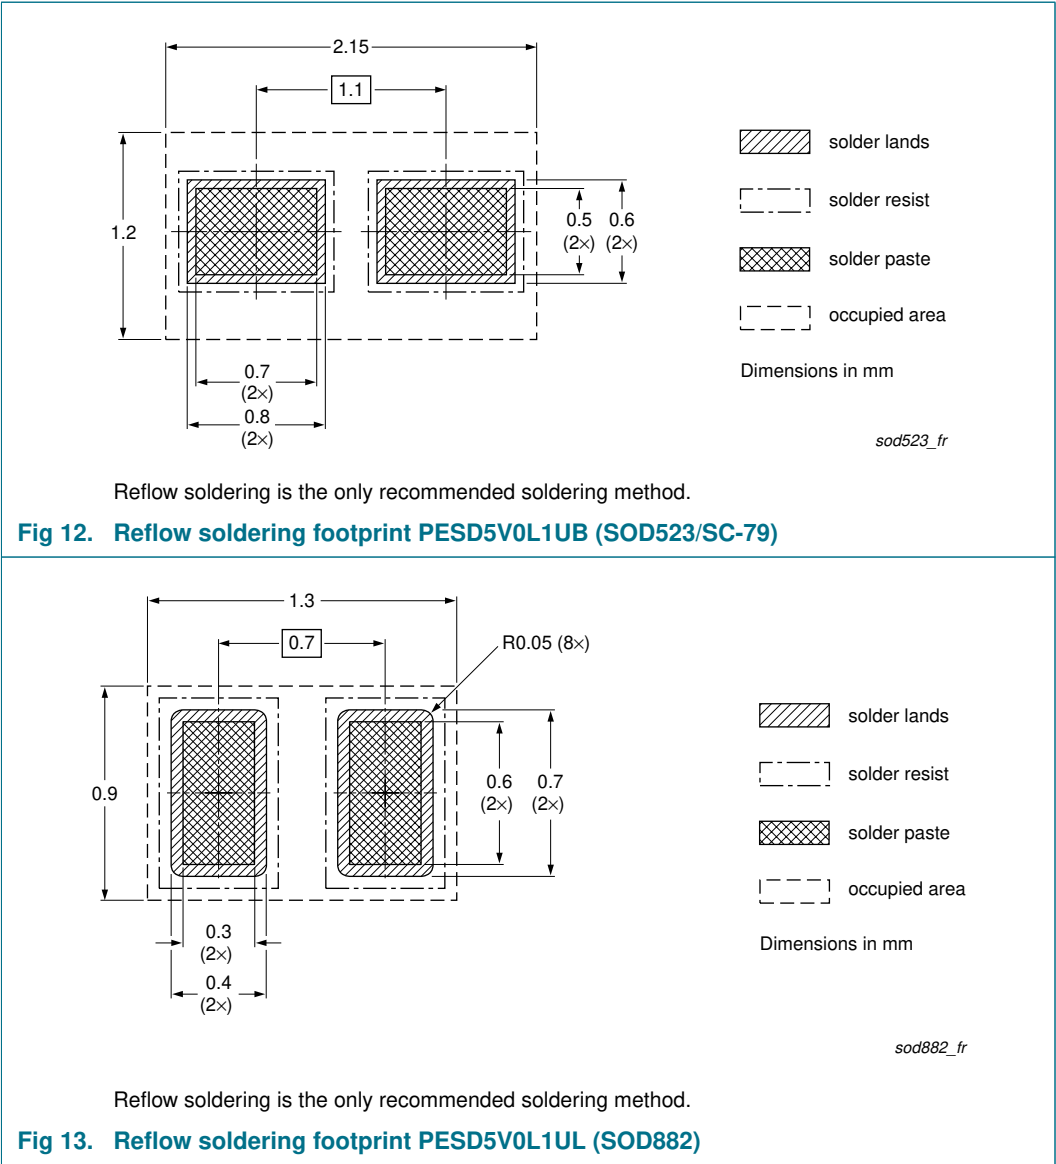 2.15
1.1
solder lands
solder resist
0.5 0.6
(2×) (2×)
1.2
solder paste
occupied area
0.7
(2×)
Dimensions in mm
0.8
(2×)
sod523_fr
Reflow soldering is the only recommended soldering method.
Fig 12. Reflow soldering footprint PESD5V0L1UB (SOD523/SC-79)
1.3
0.7
R0.05 (8×)
solder lands
solder resist
0.6 0.7
(2×) (2×)
0.9
solder paste
occupied area
0.3
(2×)
Dimensions in mm
0.4
(2×)
sod882_fr
Reflow soldering is the only recommended soldering method.
Fig 13. Reflow soldering footprint PESD5V0L1UL (SOD882)